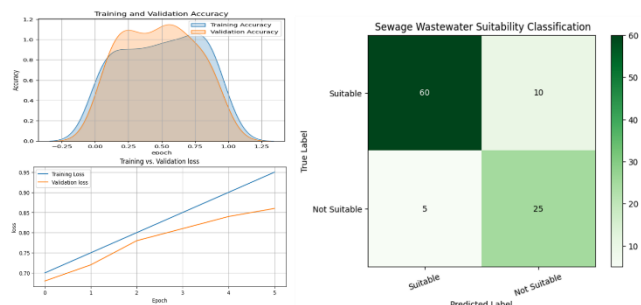 Training and Validation Accuracy
Training Accuracy
Validation Accuracy
1.2
1.0
0.8
0.6
0.4
0.2
0.0
Accuracy
-0.25 0.00 0.25 0.50 0.75 1.00 1.25
epoch
Training vs. Validation loss
Training Loss
Validation loss
0.95
0.90
0.85
0.80
0.75
0.70
loss
0 1 2 3 4 5
Epoch
Sewage Wastewater Suitability Classification
True Label
Suitable
60 10
Not Suitable
5 25
Suitable Not Suitable
Predicted Label
60
50
40
30
20
10